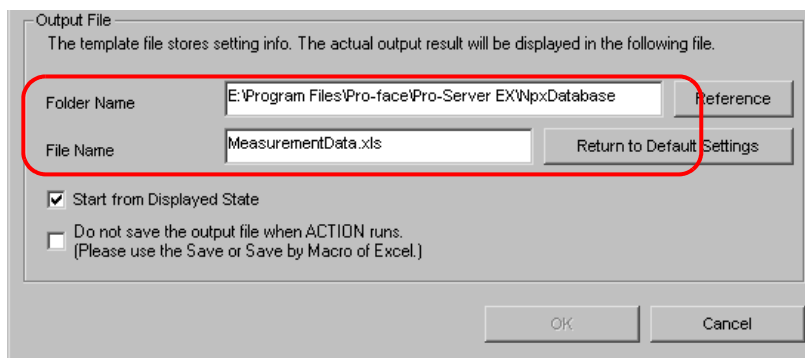 Output File
The template file stores setting info. The actual output result will be displayed in the following file.
Folder Name E:\Program Files\Pro-face\Pro-Server EX\NpxDatabase Reference
File Name MeasurementData.xls Return to Default Settings
Start from Displayed State
Do not save the output file when ACTION runs.
(Please use the Save or Save by Macro of Excel.)
OK Cancel